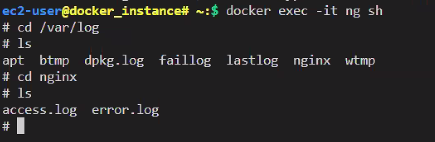 ec2-user@docker_instance# ~:$ docker exec -it ng sh
# cd /var/log
# ls
apt  btmp  dpkg.log  faillog  lastlog  nginx  wtmp
# cd nginx
# ls
access.log  error.log
#